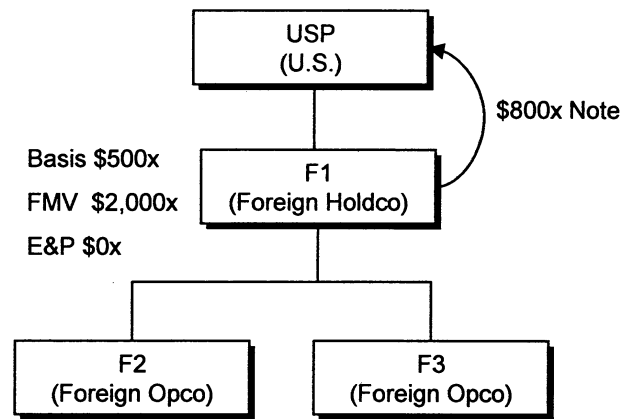 USP
(U.S.)
$800x Note
Basis $500x
FMV $2,000x
E&P $0x
F1
(Foreign Holdco)
F2
(Foreign Opco)
F3
(Foreign Opco)